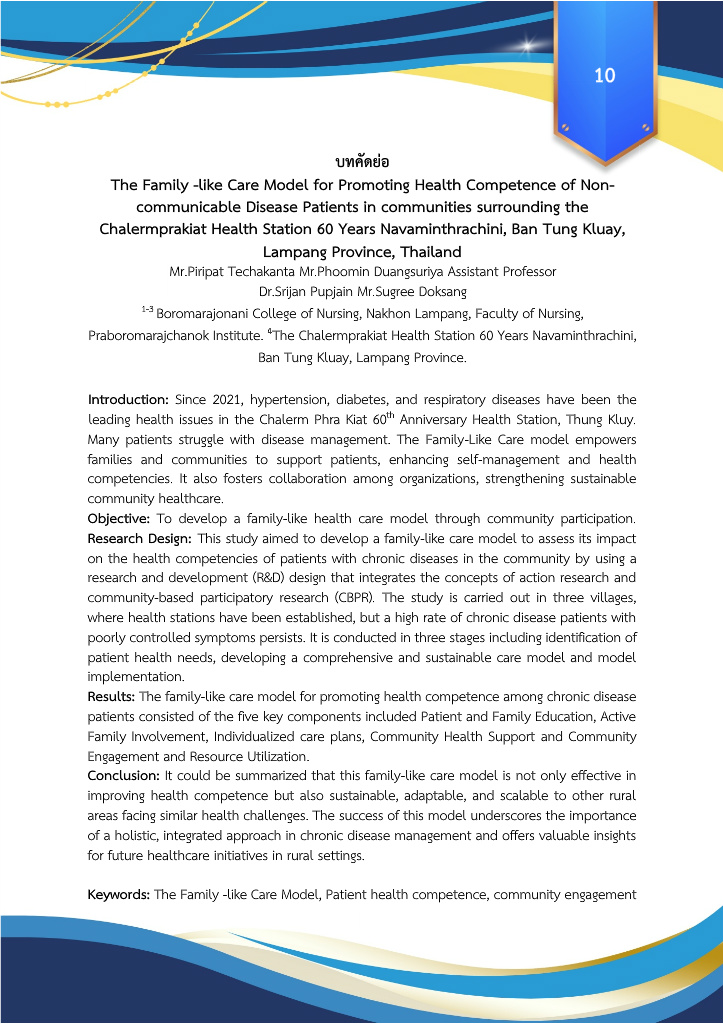 10
บทคัดย่อ
The Family -like Care Model for Promoting Health Competence of Non-
communicable Disease Patients in communities surrounding the
Chalermprakiat Health Station 60 Years Navaminthrachini, Ban Tung Kluay,
Lampang Province, Thailand
Mr.Piripat Techakanta Mr.Phoomin Duangsuriya Assistant Professor
Dr.Srijan Pupjain Mr.Sugree Doksang
1-3 Boromarajonani College of Nursing, Nakhon Lampang, Faculty of Nursing,
Praboromarajchanok Institute. 4The Chalermprakiat Health Station 60 Years Navaminthrachini,
Ban Tung Kluay, Lampang Province.
Introduction: Since 2021, hypertension, diabetes, and respiratory diseases have been the
leading health issues in the Chalerm Phra Kiat 60th Anniversary Health Station, Thung Kluy.
Many patients struggle with disease management. The Family-Like Care model empowers
families and communities to support patients, enhancing self-management and health
competencies. It also fosters collaboration among organizations, strengthening sustainable
community healthcare.
Objective: To develop a family-like health care model through community participation.
Research Design: This study aimed to develop a family-like care model to assess its impact
on the health competencies of patients with chronic diseases in the community by using a
research and development (R&D) design that integrates the concepts of action research and
community-based participatory research (CBPR). The study is carried out in three villages,
where health stations have been established, but a high rate of chronic disease patients with
poorly controlled symptoms persists. It is conducted in three stages including identification of
patient health needs, developing a comprehensive and sustainable care model and model
implementation.
Results: The family-like care model for promoting health competence among chronic disease
patients consisted of the five key components included Patient and Family Education, Active
Family Involvement, Individualized care plans, Community Health Support and Community
Engagement and Resource Utilization.
Conclusion: It could be summarized that this family-like care model is not only effective in
improving health competence but also sustainable, adaptable, and scalable to other rural
areas facing similar health challenges. The success of this model underscores the importance
of a holistic, integrated approach in chronic disease management and offers valuable insights
for future healthcare initiatives in rural settings.
Keywords: The Family -like Care Model, Patient health competence, community engagement